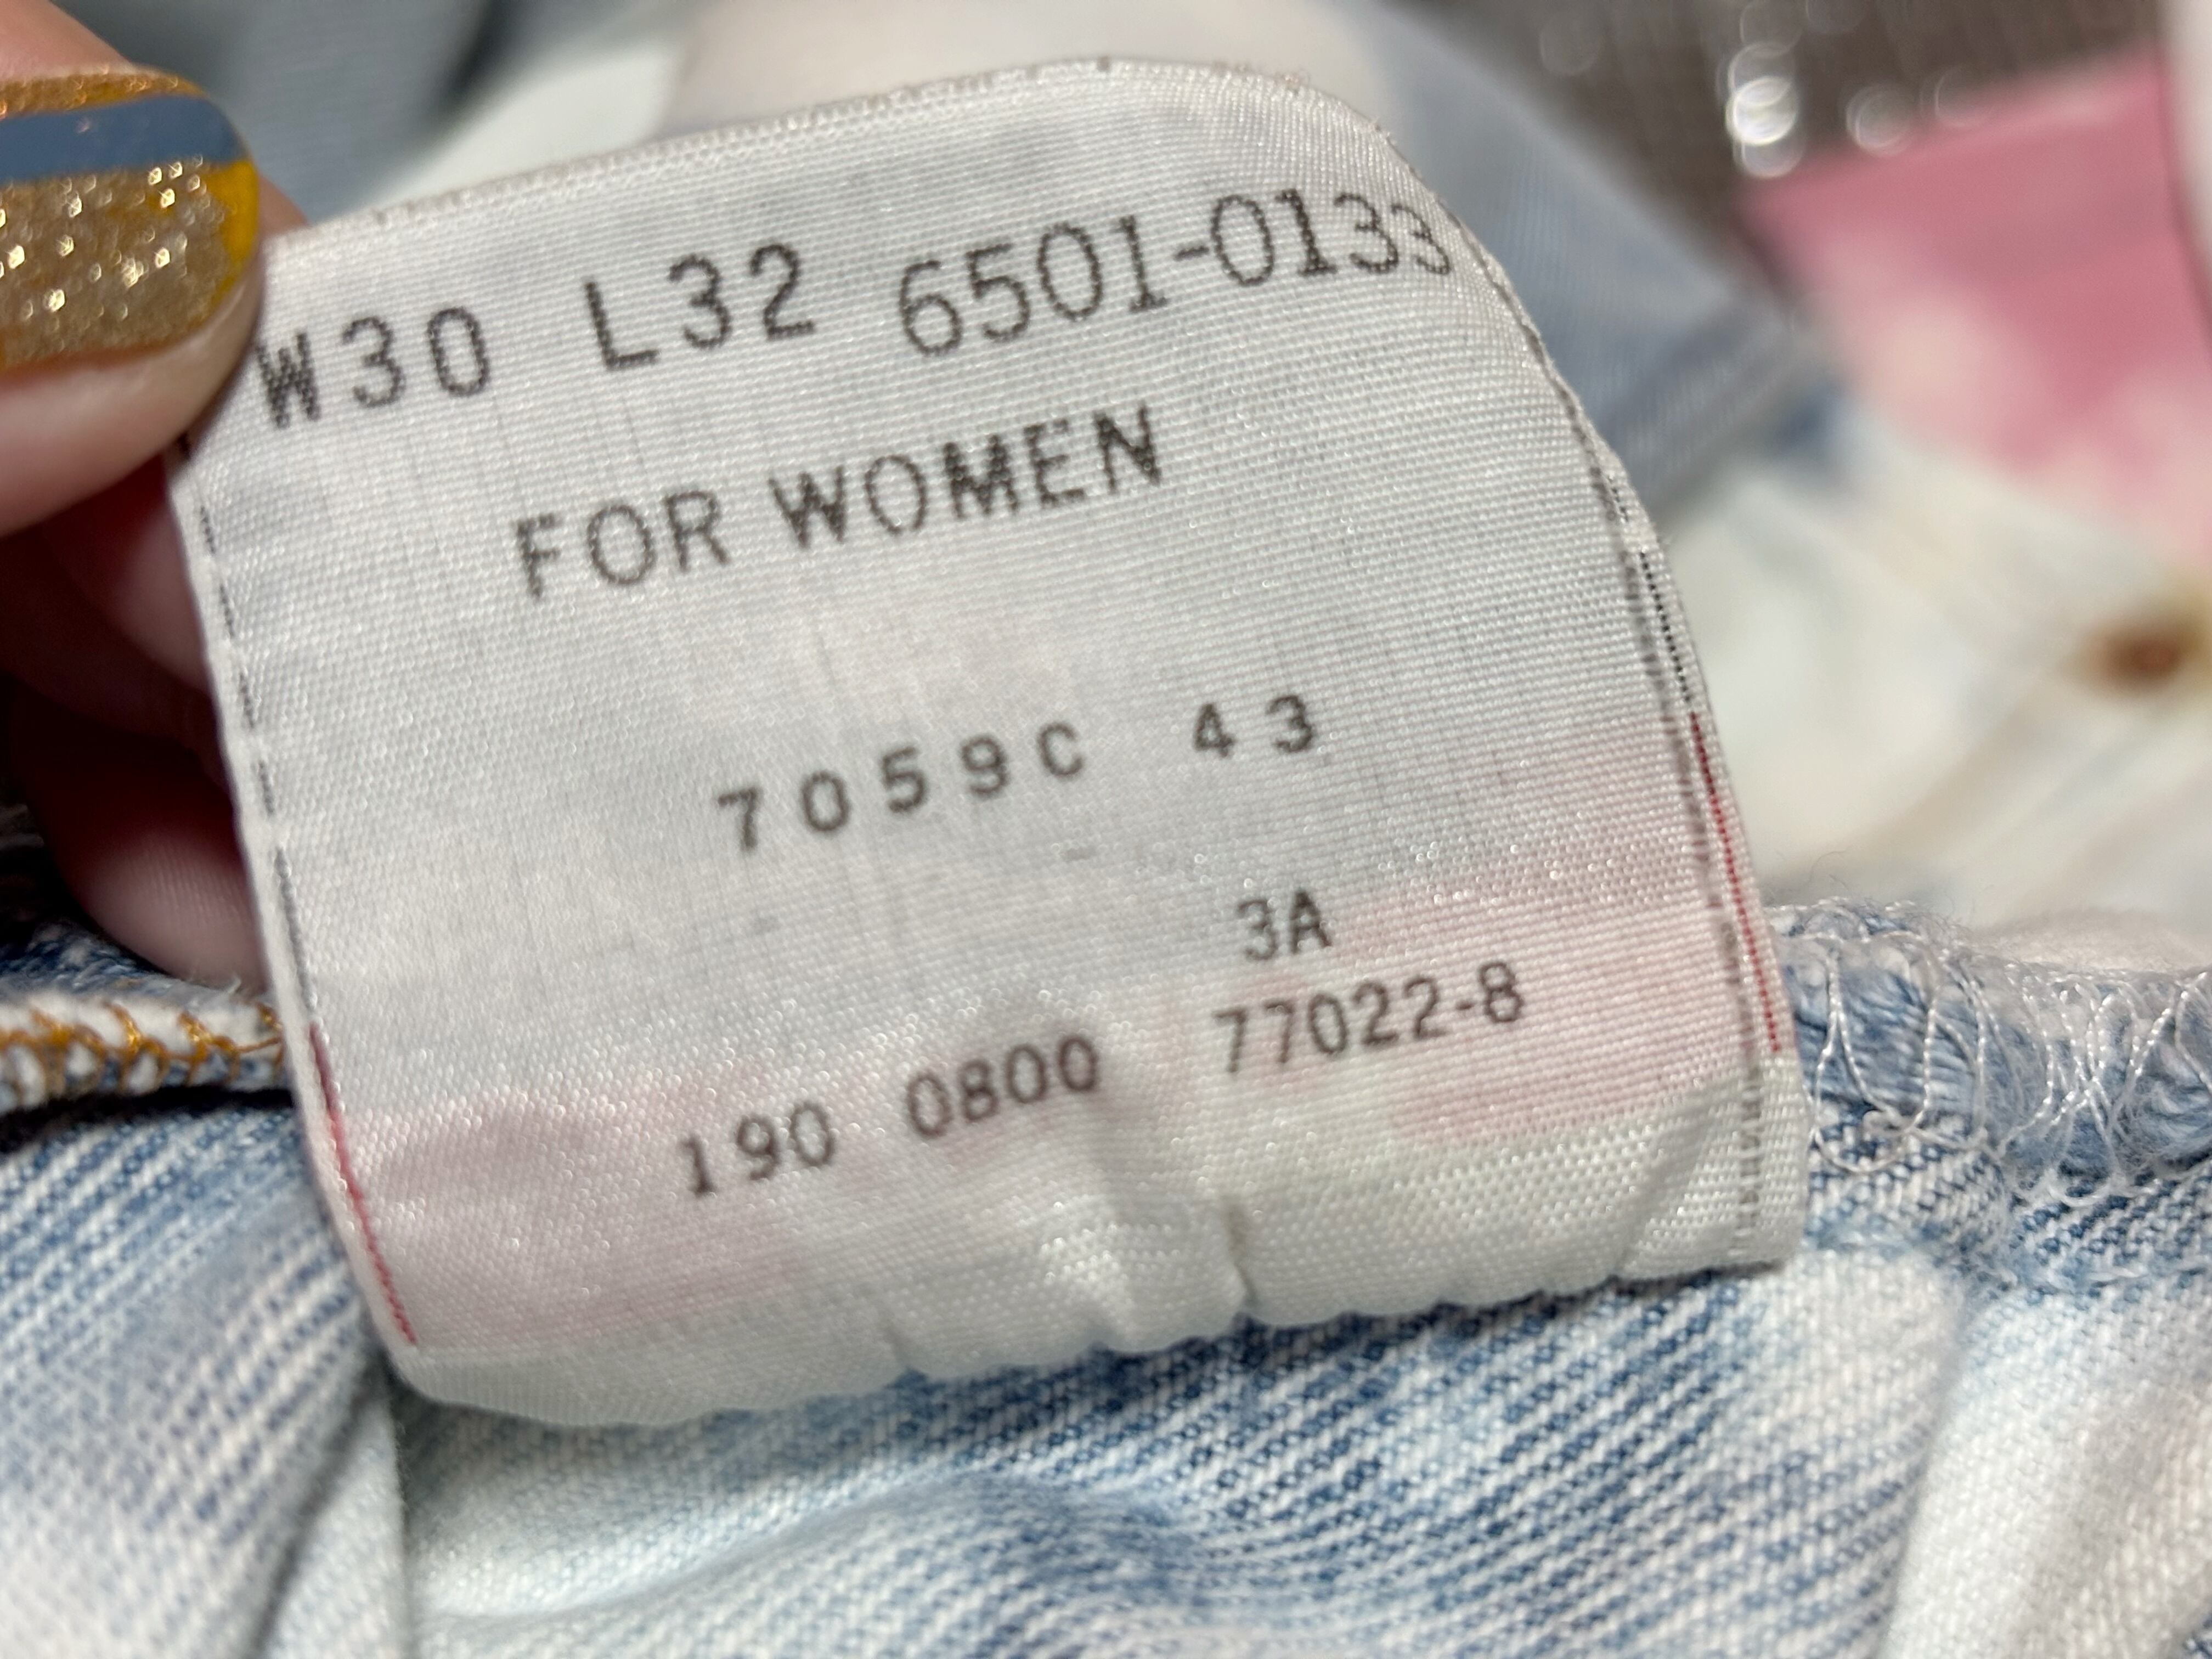 W30 L32 6501-0133
FOR WOMEN
7059C 43
3A
190 0800 77022-8